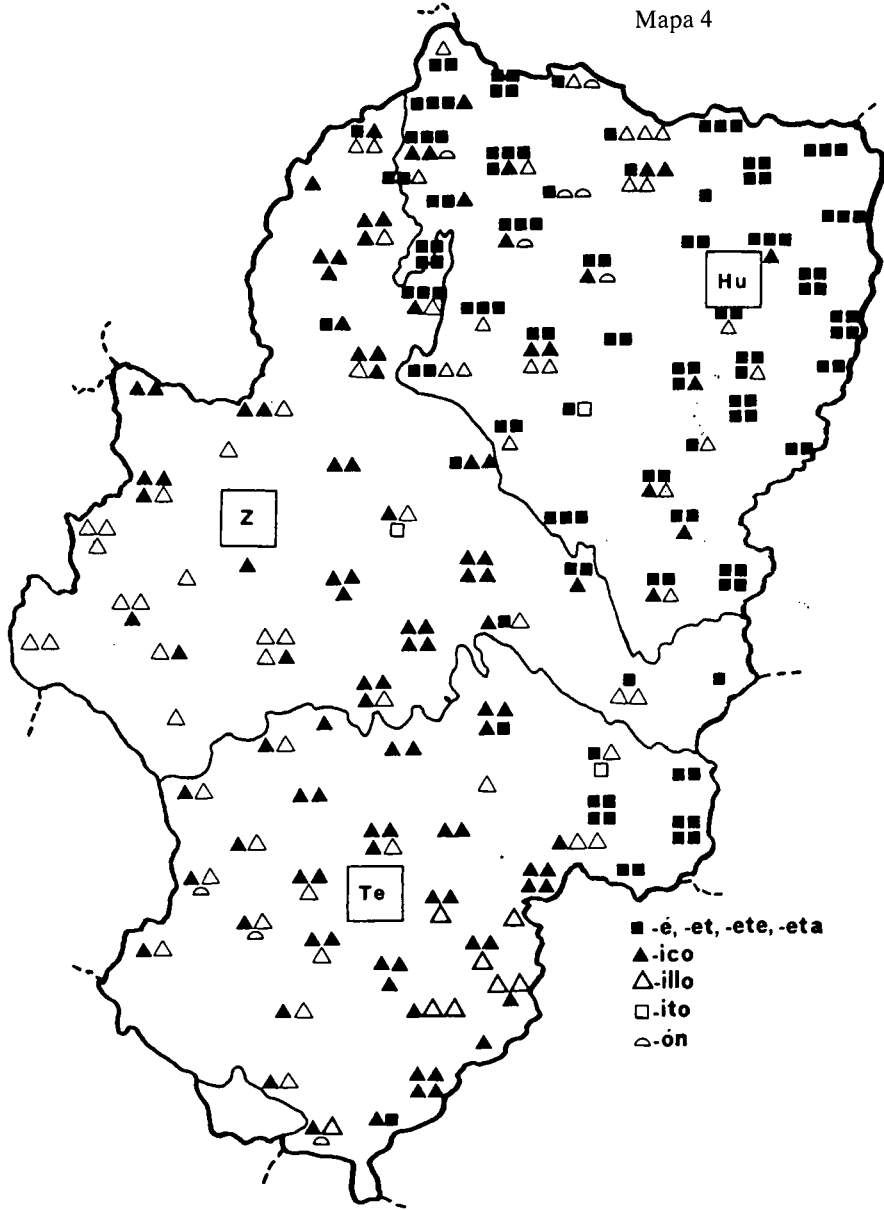 Mapa 4
Hu
Z
Te
-é, -et, -ete, -eta
-ico
-illo
-ito
-ón